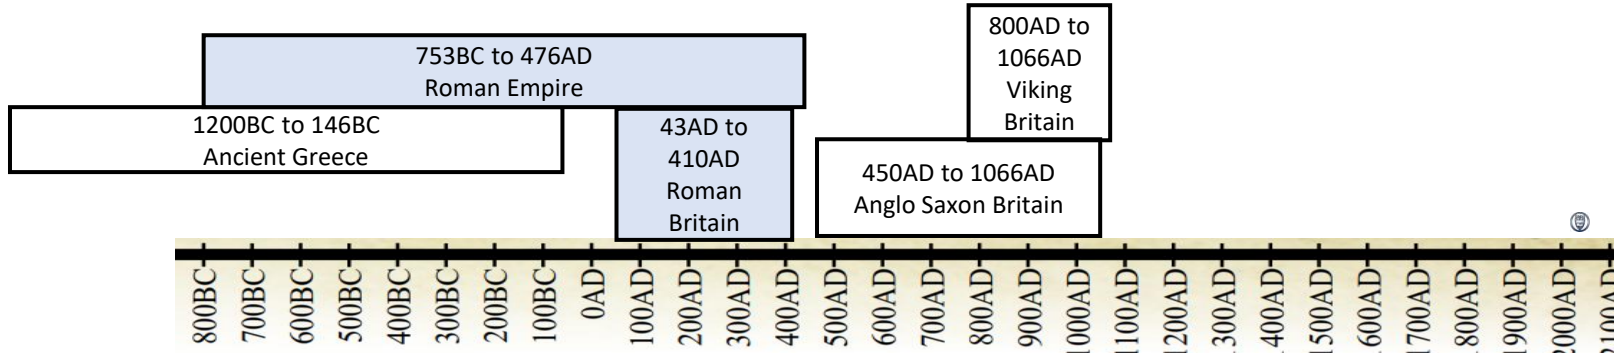 800AD to
1066AD
Viking
Britain
753BC to 476AD
Roman Empire
1200BC to 146BC
Ancient Greece
43AD to
410AD
Roman
Britain
450AD to 1066AD
Anglo Saxon Britain
800BC
700BC
600BC
500BC
400BC
300BC
200BC
100BC
0AD
100AD
200AD
300AD
400AD
500AD
600AD
700AD
800AD
900AD
1000AD
1100AD
1200AD
1300AD
1400AD
1500AD
1600AD
1700AD
1800AD
1900AD
2000AD
2100AD